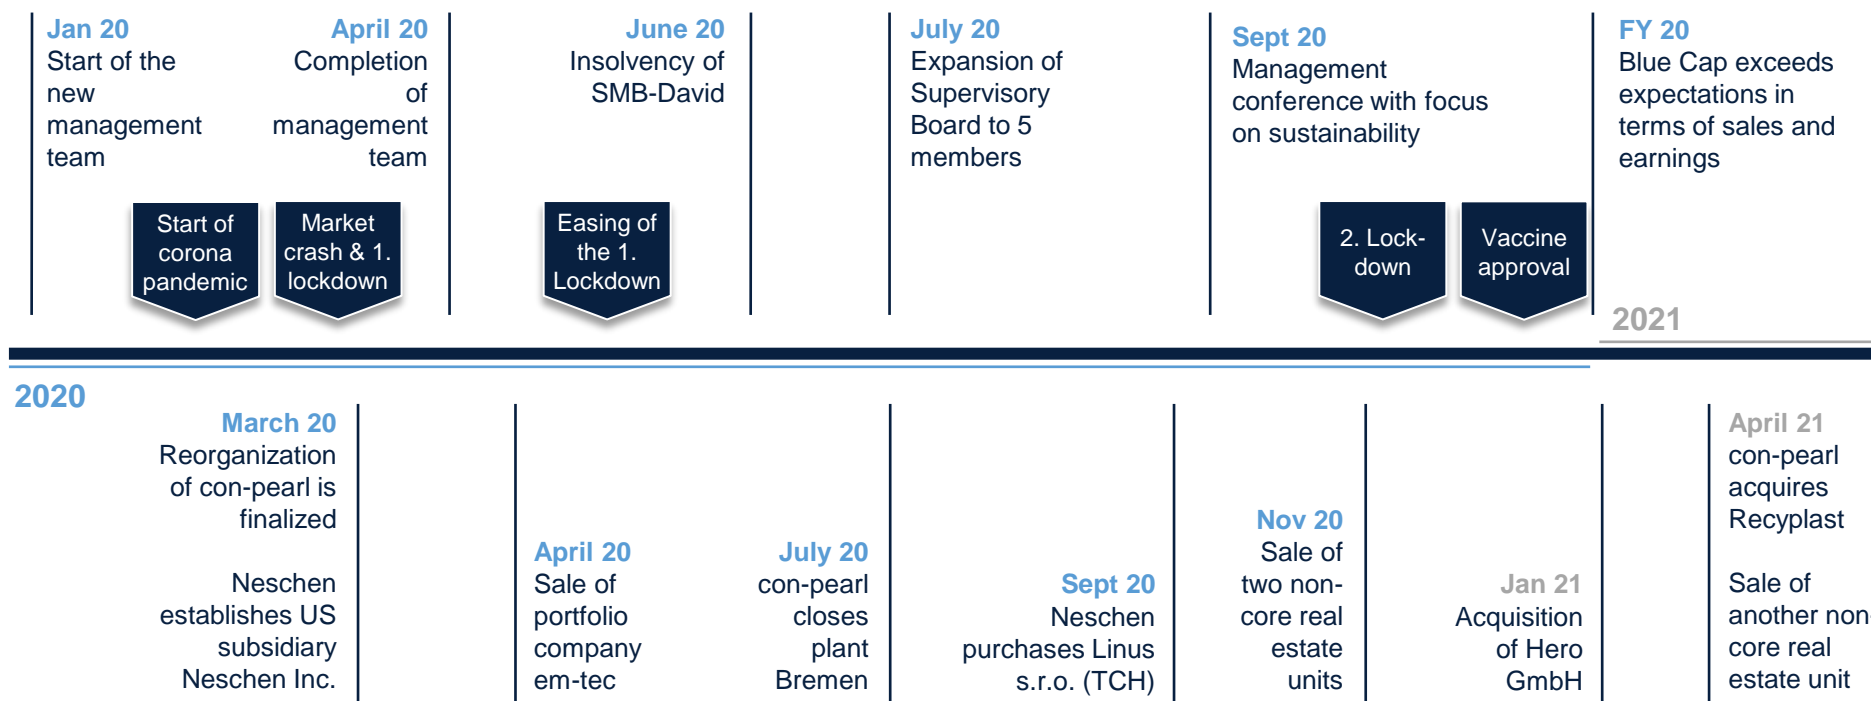 Jan 20
Start of the
new
management
team
April 20
Completion
of
management
team
June 20
Insolvency of
SMB-David
July 20
Expansion of
Supervisory
Board to 5
members
Sept 20
Management
conference with focus
on sustainability
FY 20
Blue Cap exceeds
expectations in
terms of sales and
earnings
Start of
corona
pandemic
Market
crash & 1.
lockdown
Easing of
the 1.
Lockdown
2. Lock-
down
Vaccine
approval
2021
2020
March 20
Reorganization
of con-pearl is
finalized
Neschen
establishes US
subsidiary
Neschen Inc.
April 20
Sale of
portfolio
company
em-tec
July 20
con-pearl
closes
plant
Bremen
Sept 20
Neschen
purchases Linus
s.r.o. (TCH)
Nov 20
Sale of
two non-
core real
estate
units
Jan 21
Acquisition
of Hero
GmbH
April 21
con-pearl
acquires
Recyplast
Sale of
another non-
core real
estate unit